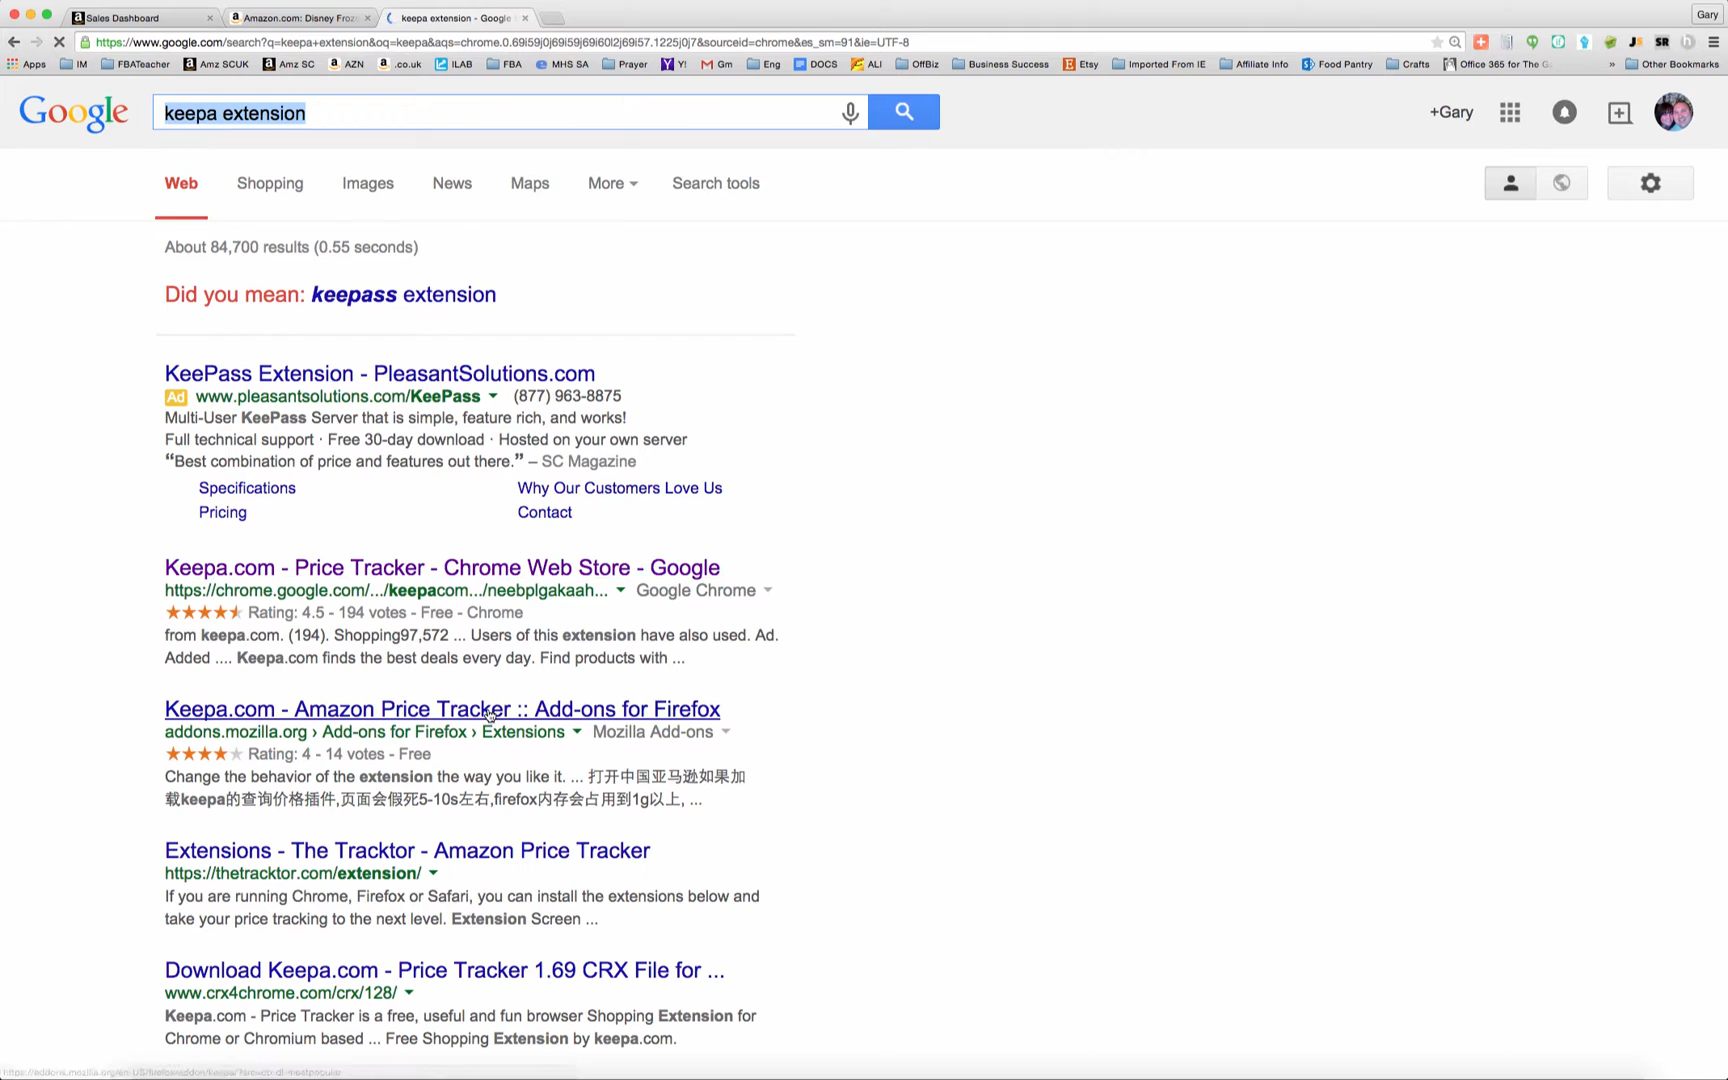 Sales Dashboard
Amazon.com: Disney Froz
keepa extension - Google
Gary
https://www.google.com/search?q=keepa+extension&oq=keepa&aqs=chrome.0.69i59j0j69i59j69i60l2j69i57.1225j0j7&sourceid=chrome&es_sm=91&ie=UTF-8
Apps IM FBATeacher Amz SCUK Amz SC AZN .co.uk ILAB FBA MHS SA Prayer Y! Gm Eng DOCS ALI OffBiz Business Success Etsy Imported From IE Affiliate Info Food Pantry Crafts Office 365 for The » Other Bookmarks
Google
keepa extension
+Gary
Web Shopping Images News Maps More Search tools
About 84,700 results (0.55 seconds)
Did you mean: keepass extension
KeePass Extension - PleasantSolutions.com
Ad www.pleasantsolutions.com/KeePass (877) 963-8875
Multi-User KeePass Server that is simple, feature rich, and works!
Full technical support · Free 30-day download · Hosted on your own server
“Best combination of price and features out there.” – SC Magazine
Specifications Why Our Customers Love Us
Pricing Contact
Keepa.com - Price Tracker - Chrome Web Store - Google
https://chrome.google.com/.../keepacom.../neebplgakaah... Google Chrome
Rating: 4.5 - 194 votes - Free - Chrome
from keepa.com. (194). Shopping97,572 ... Users of this extension have also used. Ad.
Added .... Keepa.com finds the best deals every day. Find products with ...
Keepa.com - Amazon Price Tracker :: Add-ons for Firefox
addons.mozilla.org › Add-ons for Firefox › Extensions Mozilla Add-ons
Rating: 4 - 14 votes - Free
Change the behavior of the extension the way you like it. ... 打开中国亚马逊如果加
载keepa的查询价格插件,页面会假死5-10s左右,firefox内存会占用到1g以上, ...
Extensions - The Tracktor - Amazon Price Tracker
https://thetracktor.com/extension/
If you are running Chrome, Firefox or Safari, you can install the extensions below and
take your price tracking to the next level. Extension Screen ...
Download Keepa.com - Price Tracker 1.69 CRX File for ...
www.crx4chrome.com/crx/128/
Keepa.com - Price Tracker is a free, useful and fun browser Shopping Extension for
Chrome or Chromium based ... Free Shopping Extension by keepa.com.